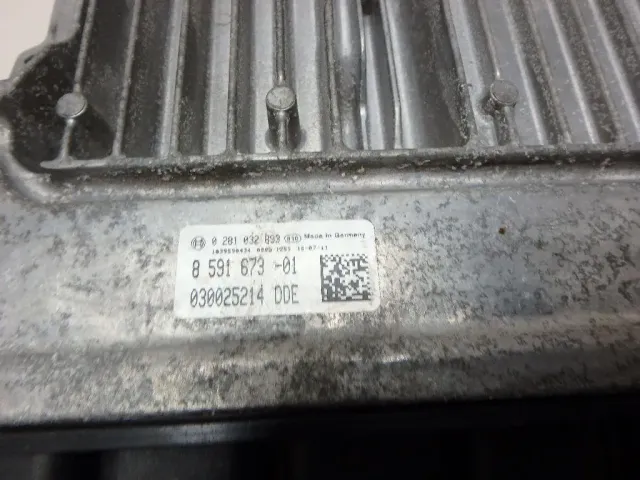 0 281 032 893 Made in Germany
8 591 673 -01
030025214 DDE